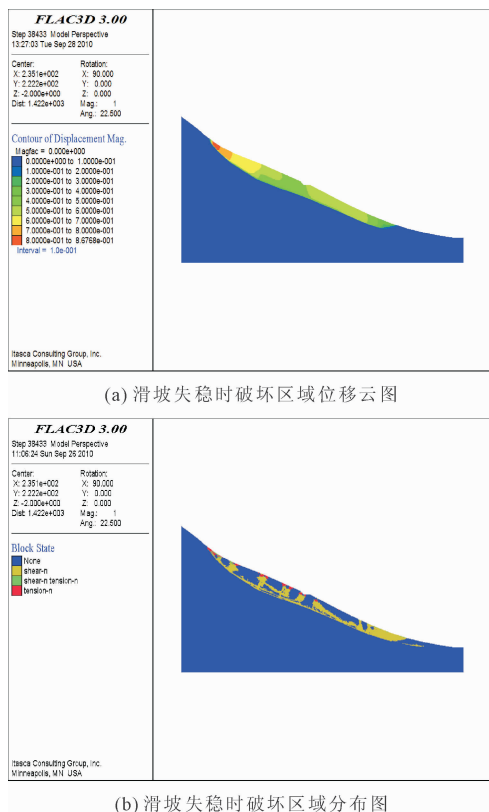 FLAC3D 3.00
Step 38433 Model Perspective
13:27:03 Tue Sep 28 2010
Center: Rotation:
X: 2.351e+002 X: 90.000
Y: 2.222e+002 Y: 0.000
Z: -2.000e+000 Z: 0.000
Dist: 1.422e+003 Mag.: 1
Ang.: 22.500
Contour of Displacement Mag.
Magfac = 0.000e+000
0.0000e+000 to 1.0000e-001
1.0000e-001 to 2.0000e-001
2.0000e-001 to 3.0000e-001
3.0000e-001 to 4.0000e-001
4.0000e-001 to 5.0000e-001
5.0000e-001 to 6.0000e-001
6.0000e-001 to 7.0000e-001
7.0000e-001 to 8.0000e-001
8.0000e-001 to 8.6768e-001
Interval = 1.0e-001
Itasca Consulting Group, Inc.
Minneapolis, MN USA
(a) 滑坡失稳时破坏区域位移云图
FLAC3D 3.00
Step 38433 Model Perspective
11:06:24 Sun Sep 26 2010
Center: Rotation:
X: 2.351e+002 X: 90.000
Y: 2.222e+002 Y: 0.000
Z: -2.000e+000 Z: 0.000
Dist: 1.422e+003 Mag.: 1
Ang.: 22.500
Block State
None
shear-n
shear-n tension-n
tension-n
Itasca Consulting Group, Inc.
Minneapolis, MN USA
(b) 滑坡失稳时破坏区域分布图